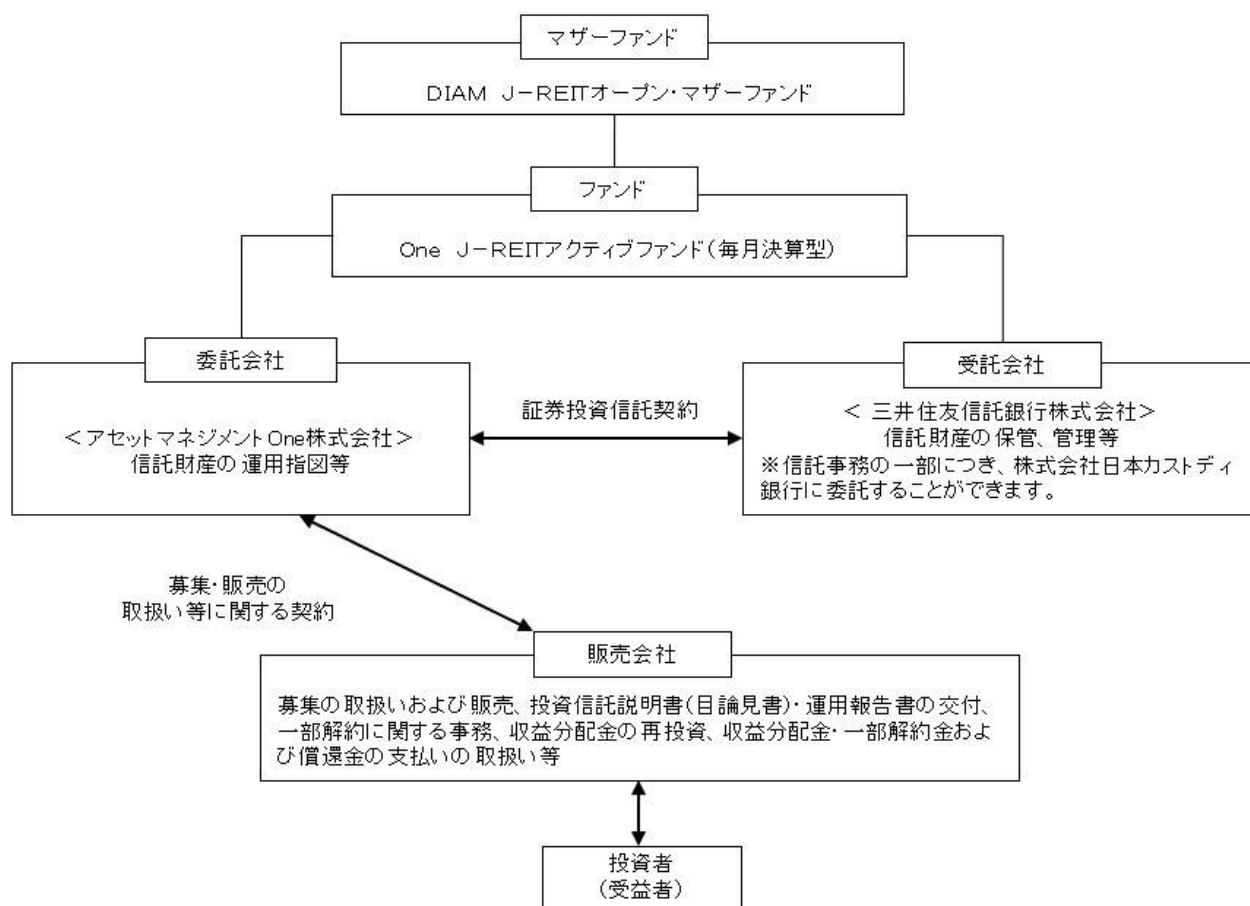 マザーファンド
DIAM J-REITオープン・マザーファンド
ファンド
One J-REITアクティブファンド(毎月決算型)
委託会社
<アセットマネジメントOne株式会社>
信託財産の運用指図等
証券投資信託契約
受託会社
<三井住友信託銀行株式会社>
信託財産の保管、管理等
※信託事務の一部につき、株式会社日本カストディ
銀行に委託することができます。
募集・販売の
取扱い等に関する契約
販売会社
募集の取扱いおよび販売、投資信託説明書(目論見書)・運用報告書の交付、
一部解約に関する事務、収益分配金の再投資、収益分配金・一部解約金およ
び償還金の支払いの取扱い等
投資者
(受益者)